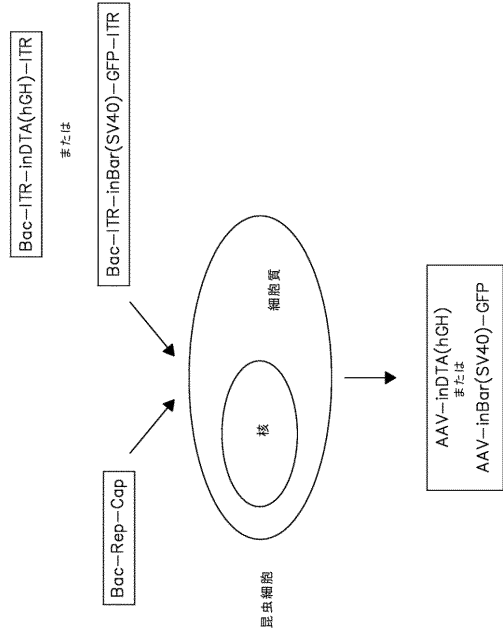 Bac-ITR-inDTA(hGH)-ITR
または
Bac-ITR-inBar(SV40)-GFP-ITR
Bac-Rep-Cap
細胞質
核
昆虫細胞
AAV-inDTA(hGH)
または
AAV-inBar(SV40)-GFP